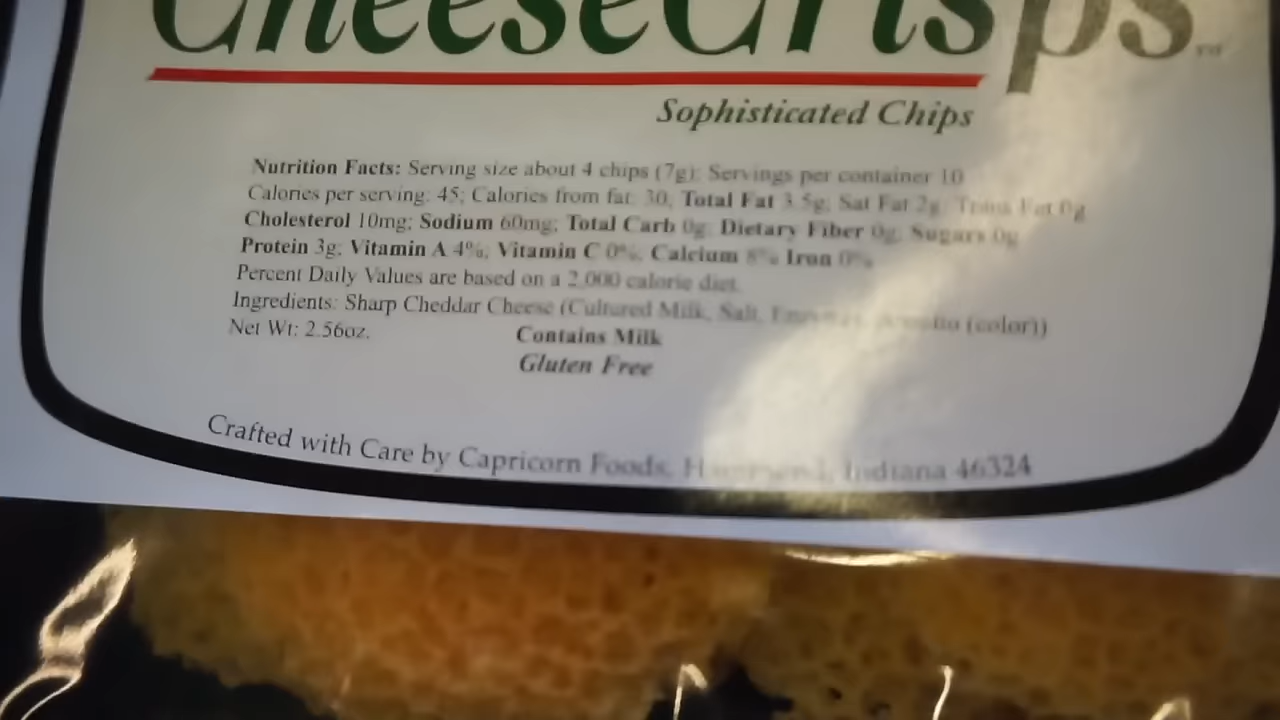 CheeseCrisps™
Sophisticated Chips
Nutrition Facts: Serving size about 4 chips (7g); Servings per container 10
Calories per serving: 45; Calories from fat: 30; Total Fat 3.5g; Sat Fat 2g; Trans Fat 0g
Cholesterol 10mg; Sodium 60mg; Total Carb 0g; Dietary Fiber 0g; Sugars 0g
Protein 3g; Vitamin A 4%, Vitamin C 0%, Calcium 8% Iron 0%
Percent Daily Values are based on a 2,000 calorie diet.
Ingredients: Sharp Cheddar Cheese (Cultured Milk, Salt, (color))
Net Wt: 2.56oz.
Contains Milk
Gluten Free
Crafted with Care by Capricorn Foods, Indiana 46324